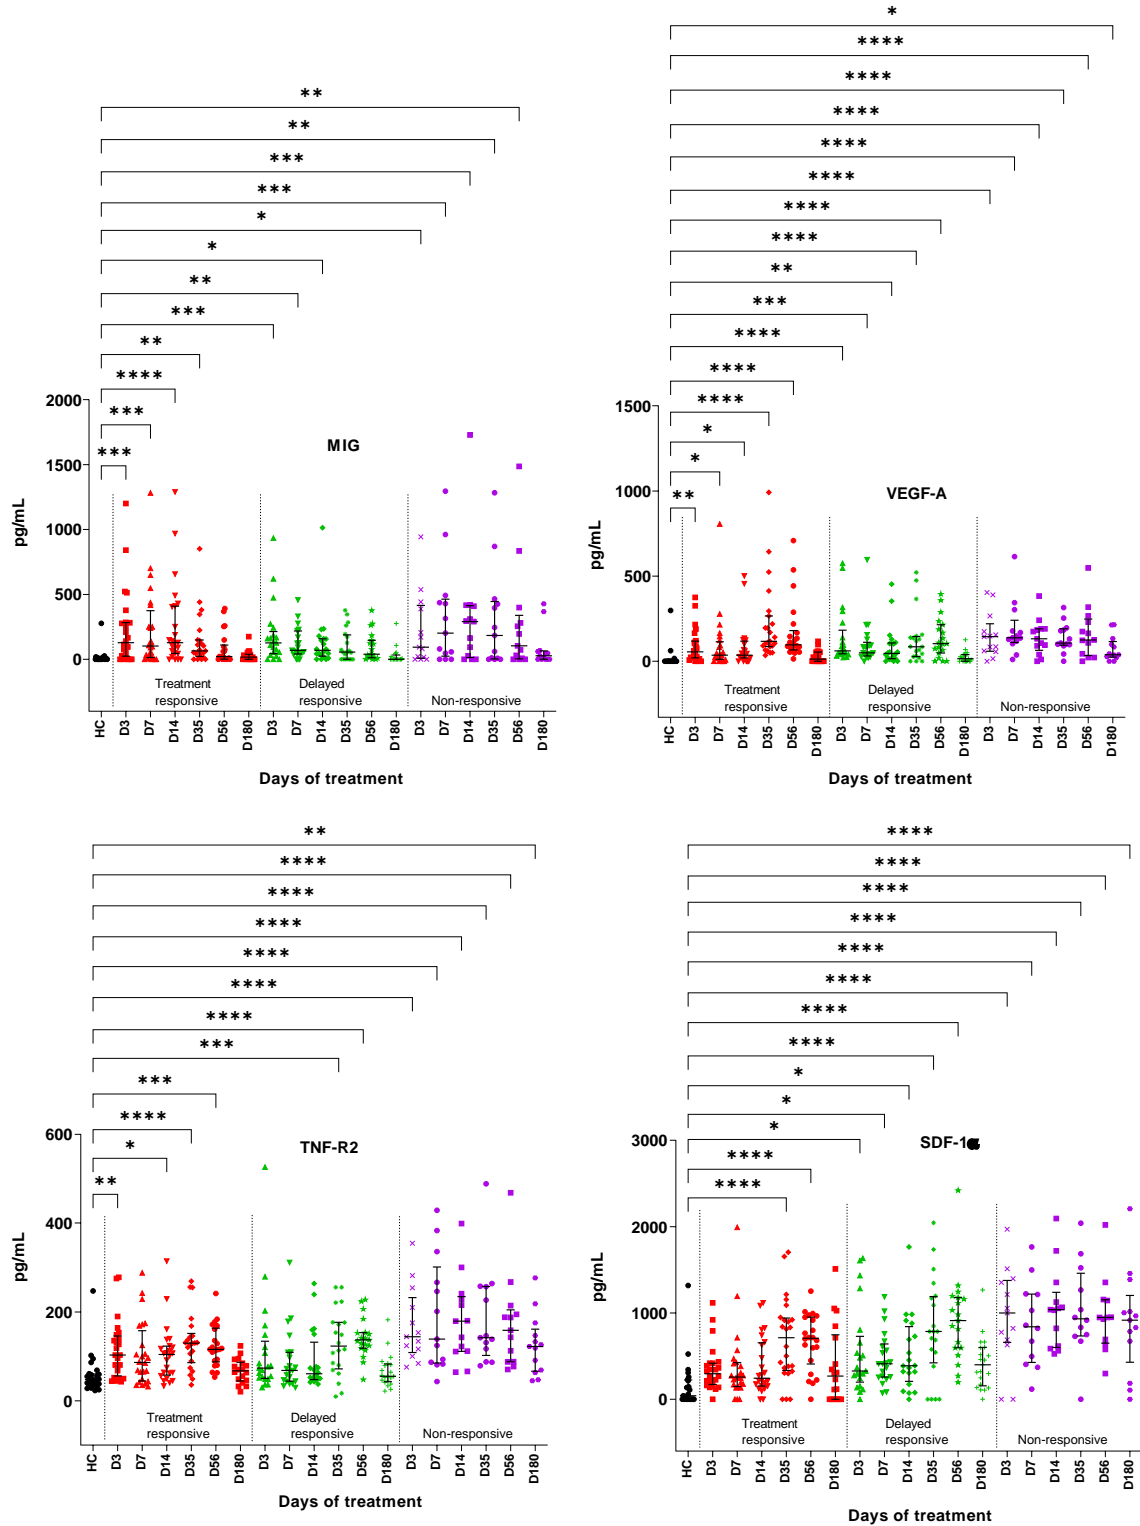 **
**
***
***
*
*
**
***
**
****
***
***
2000
1500
1000
500
0
pg/mL
MIG
Treatment
responsive
Delayed
responsive
Non-responsive
HC D3 D7 D14 D35 D56 D180 D3 D7 D14 D35 D56 D180 D3 D7 D14 D35 D56 D180
Days of treatment
*
****
****
****
****
****
****
****
**
***
****
****
****
*
*
**
1500
1000
500
0
pg/mL
VEGF-A
Treatment
responsive
Delayed
responsive
Non-responsive
HC D3 D7 D14 D35 D56 D180 D3 D7 D14 D35 D56 D180 D3 D7 D14 D35 D56 D180
Days of treatment
**
****
****
****
****
****
****
***
***
****
*
**
600
400
200
0
pg/mL
TNF-R2
Treatment
responsive
Delayed
responsive
Non-responsive
HC D3 D7 D14 D35 D56 D180 D3 D7 D14 D35 D56 D180 D3 D7 D14 D35 D56 D180
Days of treatment
****
****
****
****
****
****
****
****
*
*
*
****
****
3000
2000
1000
0
pg/mL
SDF-1
Treatment
responsive
Delayed
responsive
Non-responsive
HC D3 D7 D14 D35 D56 D180 D3 D7 D14 D35 D56 D180 D3 D7 D14 D35 D56 D180
Days of treatment